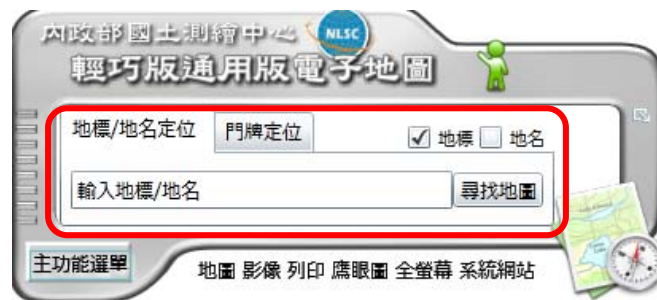 內政部國土測繪中心 NLSC
輕巧版通用版電子地圖
地標/地名定位 門牌定位 地標 地名
輸入地標/地名 尋找地圖
主功能選單 地圖 影像 列印 鷹眼圖 全螢幕 系統網站